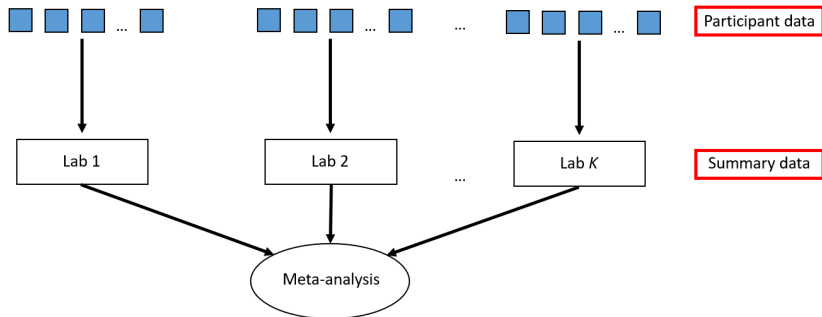 ... ... ... ... Participant data
Lab 1 Lab 2 ... Lab K Summary data
Meta-analysis